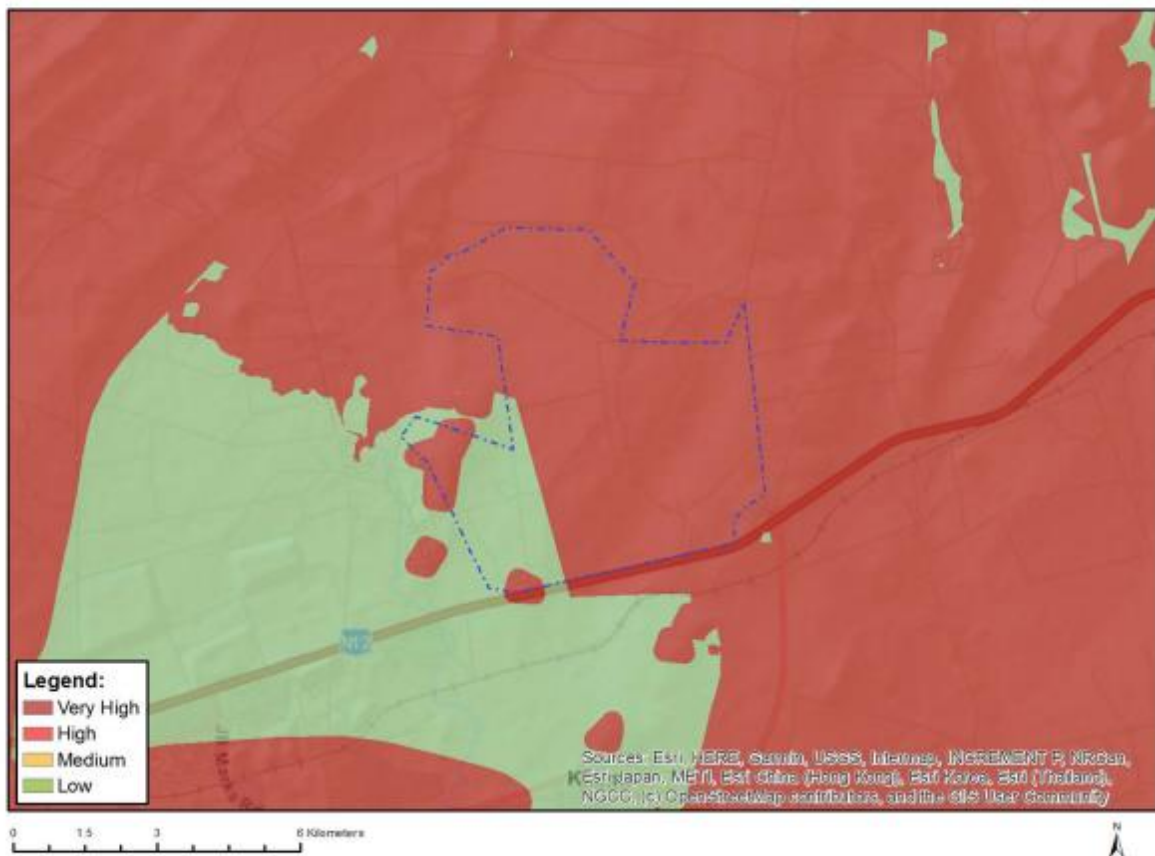 N12
Legend:
Very High
High
Medium
Low
Sources: Esri, HERE, Garmin, USGS, Intermap, INCREMENT P, NRCan,
Esri Japan, METI, Esri China (Hong Kong), Esri Korea, Esri (Thailand),
NGCC, (c) OpenStreetMap contributors, and the GIS User Community
0 1.5 3 6 Kilometers
N